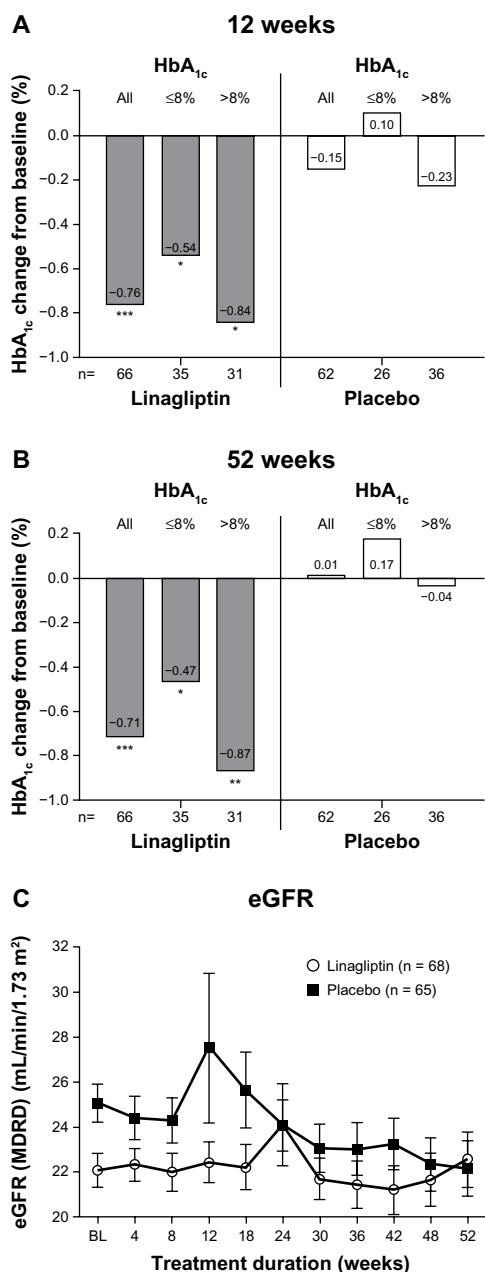 A 12 weeks
HbA1c HbA1c
All ≤8% >8% All ≤8% >8%
HbA1c change from baseline (%)
0.2
0.0
−0.2
−0.4
−0.6
−0.8
−1.0
−0.76
***
−0.54
*
−0.84
*
−0.15
0.10
−0.23
n= 66 35 31 62 26 36
Linagliptin Placebo
B 52 weeks
HbA1c HbA1c
All ≤8% >8% All ≤8% >8%
HbA1c change from baseline (%)
0.2
0.0
−0.2
−0.4
−0.6
−0.8
−1.0
−0.71
***
−0.47
*
−0.87
**
0.01
0.17
−0.04
n= 66 35 31 62 26 36
Linagliptin Placebo
C eGFR
eGFR (MDRD) (mL/min/1.73 m²)
32
30
28
26
24
22
20
Linagliptin (n = 68)
Placebo (n = 65)
BL 4 8 12 18 24 30 36 42 48 52
Treatment duration (weeks)